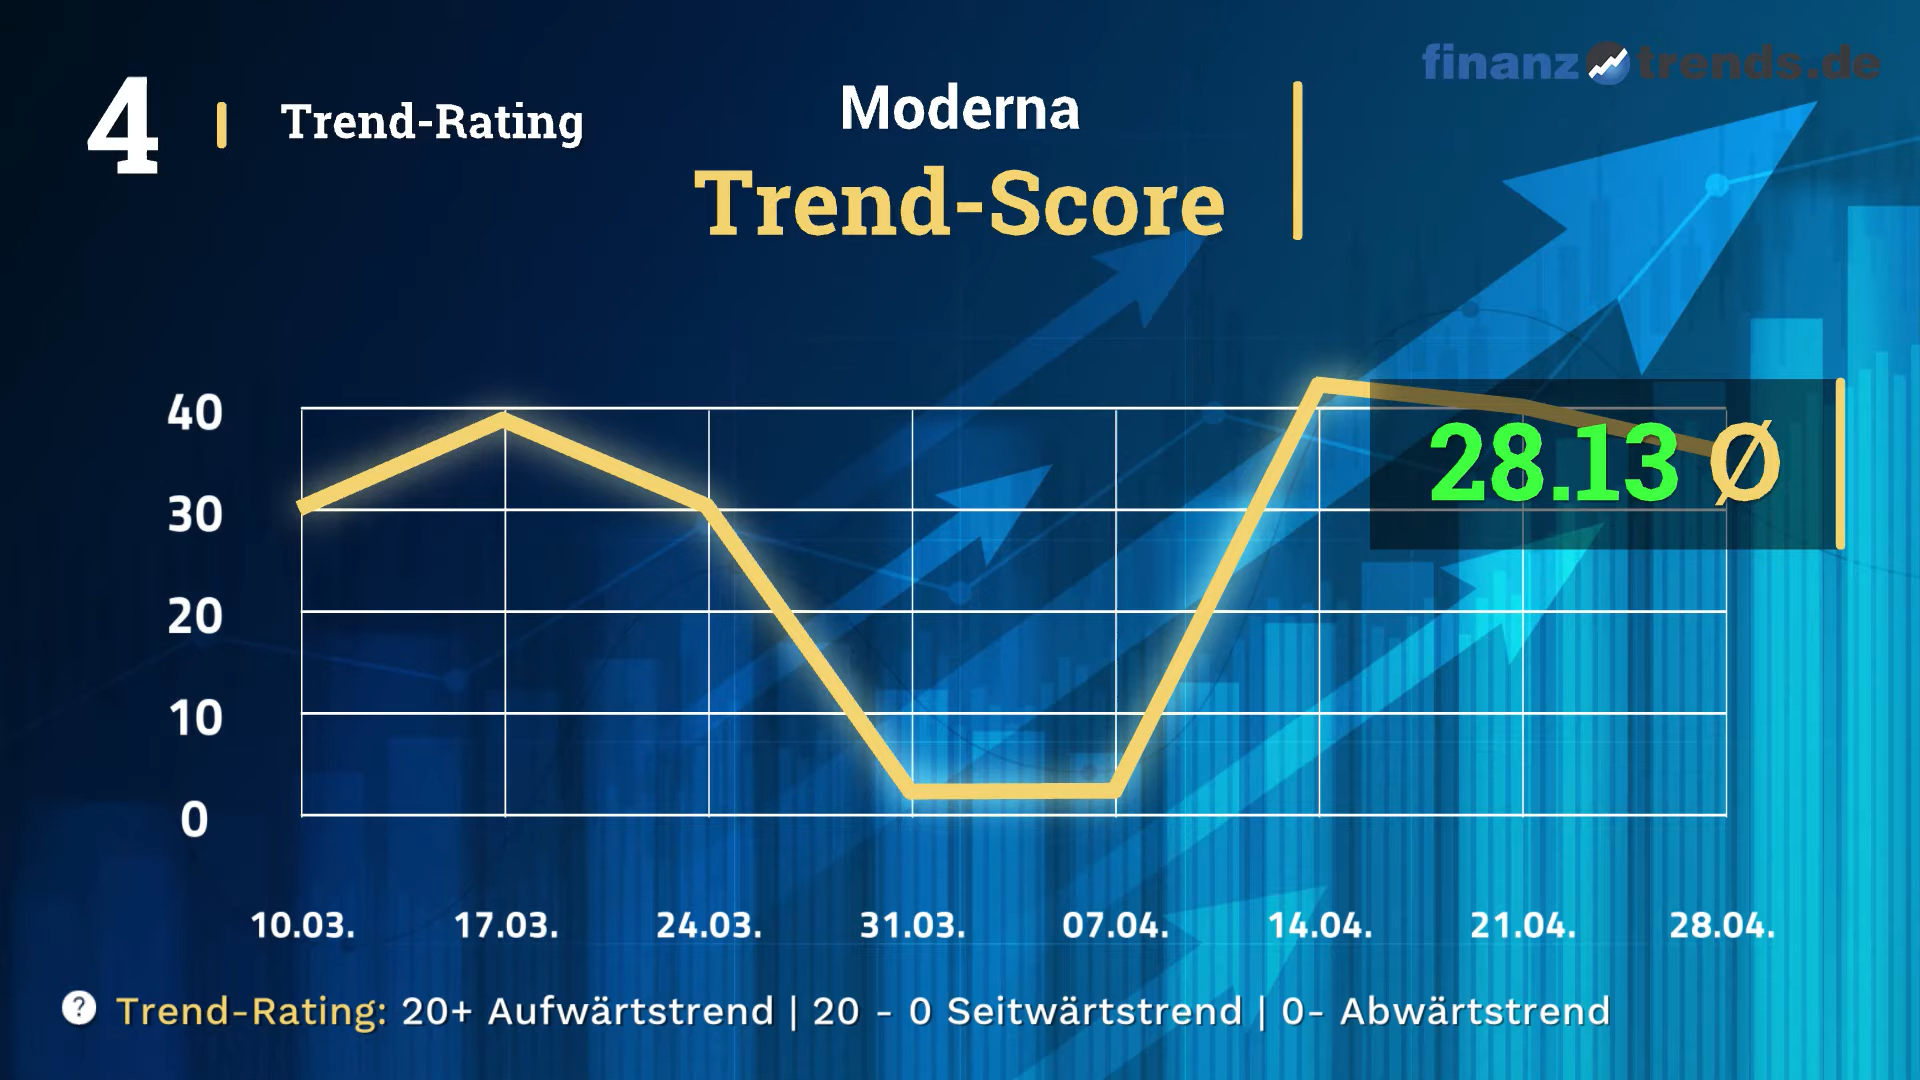 finanztrends.de
4 Trend-Rating
Moderna
Trend-Score
40
30
20
10
0
28.13 Ø
10.03. 17.03. 24.03. 31.03. 07.04. 14.04. 21.04. 28.04.
? Trend-Rating: 20+ Aufwärtstrend | 20 - 0 Seitwärtstrend | 0- Abwärtstrend